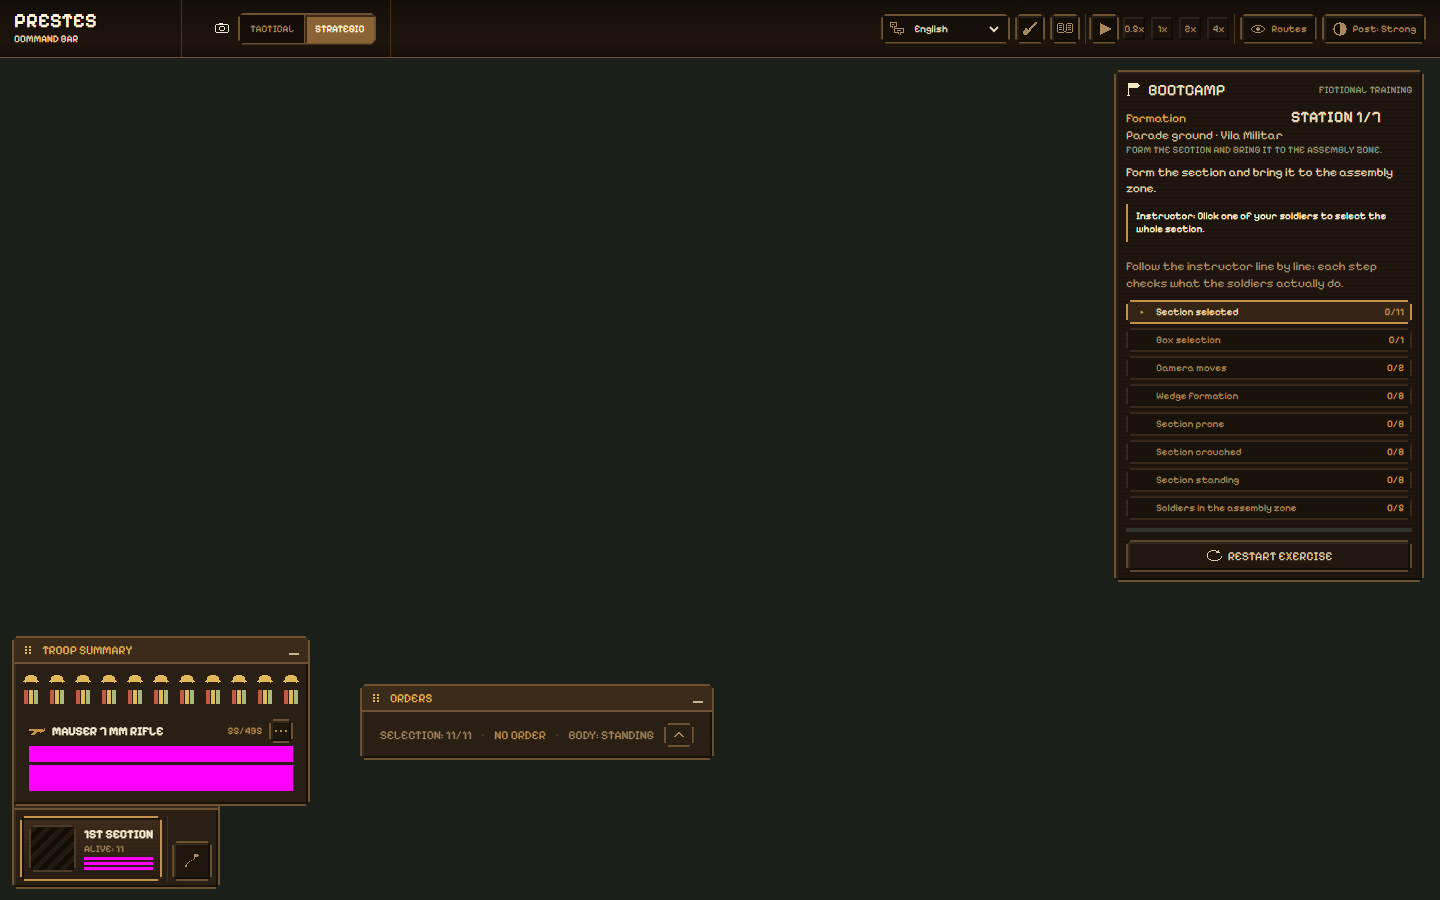 PRESTES
COMMAND BAR
TACTICAL
STRATEGIC
English
0.5x
1x
2x
4x
Routes
Post: Strong
BOOTCAMP
FICTIONAL TRAINING
Formation
STATION 1/7
Parade ground · Vila Militar
FORM THE SECTION AND BRING IT TO THE ASSEMBLY ZONE.
Form the section and bring it to the assembly
zone.
Instructor: Click one of your soldiers to select the
whole section.
Follow the instructor line by line: each step
checks what the soldiers actually do.
Section selected 0/11
Box selection 0/1
Camera moves 0/2
Wedge formation 0/8
Section prone 0/8
Section crouched 0/8
Section standing 0/8
Soldiers in the assembly zone 0/9
RESTART EXERCISE
TROOP SUMMARY
MAUSER 7 MM RIFLE 99/495
ORDERS
SELECTION: 11/11 · NO ORDER · BODY: STANDING
1ST SECTION
ALIVE: 11